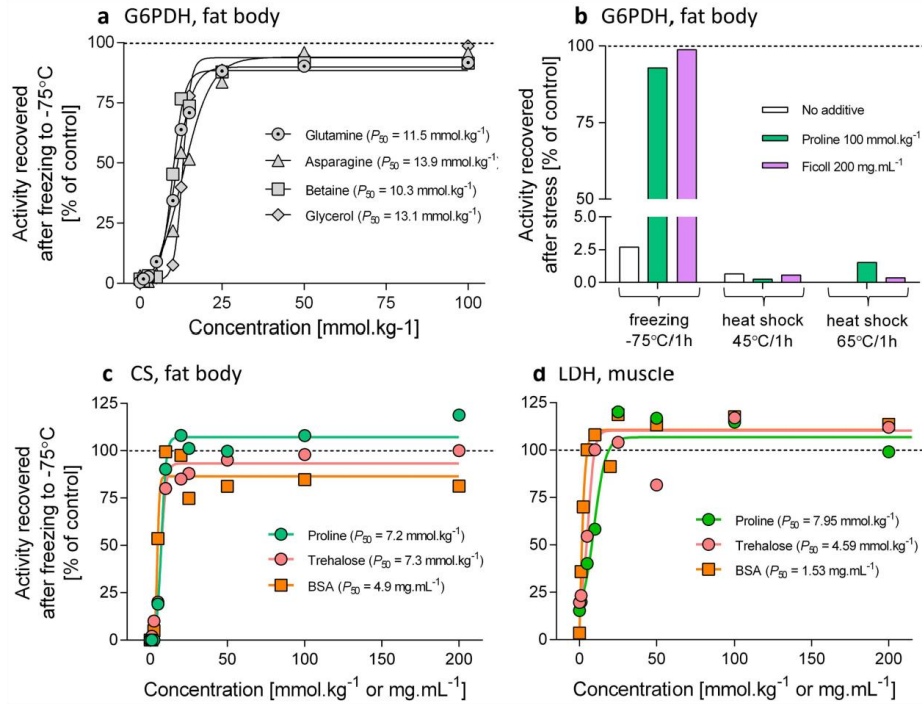 a G6PDH, fat body
Activity recovered
after freezing to -75°C
[% of control]
100
75
50
25
0
Glutamine (P50 = 11.5 mmol.kg-1)
Asparagine (P50 = 13.9 mmol.kg-1)
Betaine (P50 = 10.3 mmol.kg-1)
Glycerol (P50 = 13.1 mmol.kg-1)
0 25 50 75 100
Concentration [mmol.kg-1]
b G6PDH, fat body
Activity recovered
after stress [% of control]
100
75
50
5.0
2.5
0.0
No additive
Proline 100 mmol.kg-1
Ficoll 200 mg.mL-1
freezing heat shock heat shock
-75°C/1h 45°C/1h 65°C/1h
c CS, fat body
Activity recovered
after freezing to -75°C
[% of control]
125
100
75
50
25
0
Proline (P50 = 7.2 mmol.kg-1)
Trehalose (P50 = 7.3 mmol.kg-1)
BSA (P50 = 4.9 mg.mL-1)
0 50 100 150 200
Concentration [mmol.kg-1 or mg.mL-1]
d LDH, muscle
125
100
75
50
25
0
Proline (P50 = 7.95 mmol.kg-1)
Trehalose (P50 = 4.59 mmol.kg-1)
BSA (P50 = 1.53 mg.mL-1)
0 50 100 150 200
Concentration [mmol.kg-1 or mg.mL-1]